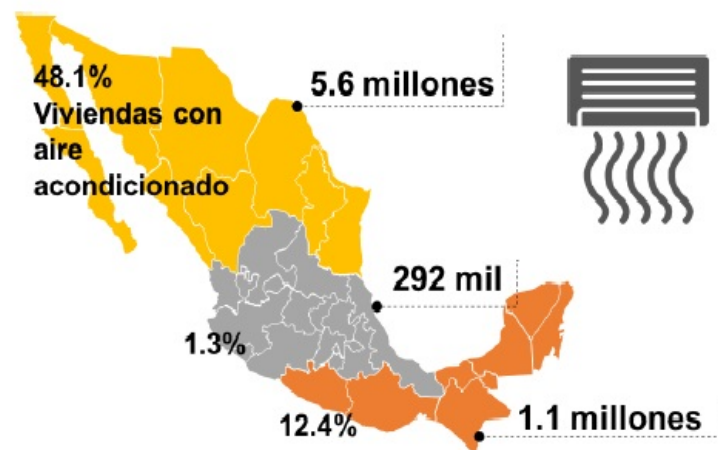 48.1%
Viviendas con
aire
acondicionado
5.6 millones
292 mil
1.3%
12.4%
1.1 millones